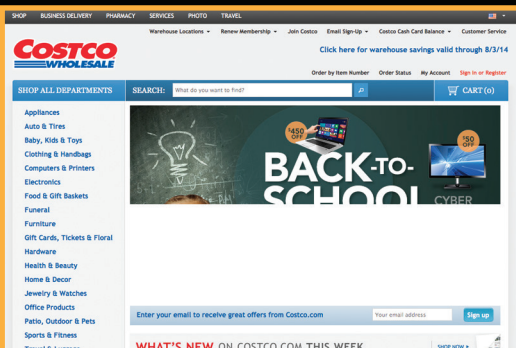 SHOP BUSINESS DELIVERY PHARMACY SERVICES PHOTO TRAVEL
Warehouse Locations Renew Membership Join Costco Email Sign-Up Costco Cash Card Balance Customer Service
COSTCO
WHOLESALE
Click here for warehouse savings valid through 8/3/14
Order by Item Number Order Status My Account Sign In or Register
SHOP ALL DEPARTMENTS SEARCH: What do you want to find? CART (0)
Appliances
Auto & Tires
Baby, Kids & Toys
Clothing & Handbags
Computers & Printers
Electronics
Food & Gift Baskets
Funeral
Furniture
Gift Cards, Tickets & Floral
Hardware
Health & Beauty
Home & Decor
Jewelry & Watches
Office Products
Patio, Outdoor & Pets
Sports & Fitness
$450
OFF
$50
OFF
BACK-TO-
SCHOOL
CYBER
Enter your email to receive great offers from Costco.com Your email address Sign up
WHAT'S NEW ON COSTCO.COM THIS WEEK SHOP NOW